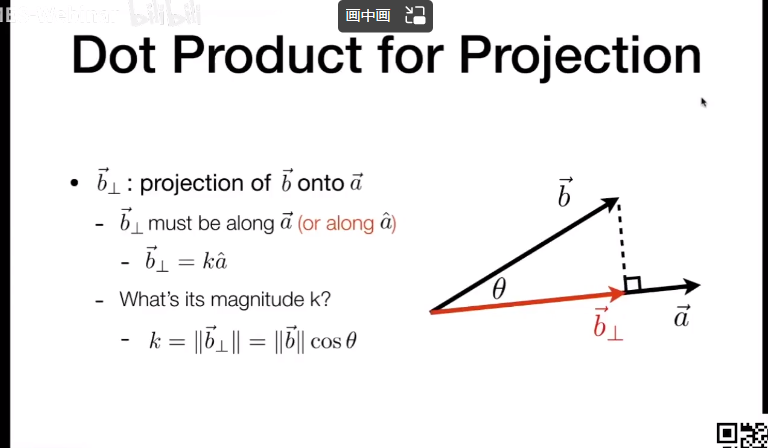 bilibili
画中画
Dot Product for Projection
• \vec{b}_\perp : projection of \vec{b} onto \vec{a}
- \vec{b}_\perp must be along \vec{a} (or along \hat{a})
- \vec{b}_\perp = k\hat{a}
- What's its magnitude k?
- k = \|\vec{b}_\perp\| = \|\vec{b}\| \cos\theta
\vec{b}
θ
\vec{b}_\perp
\vec{a}